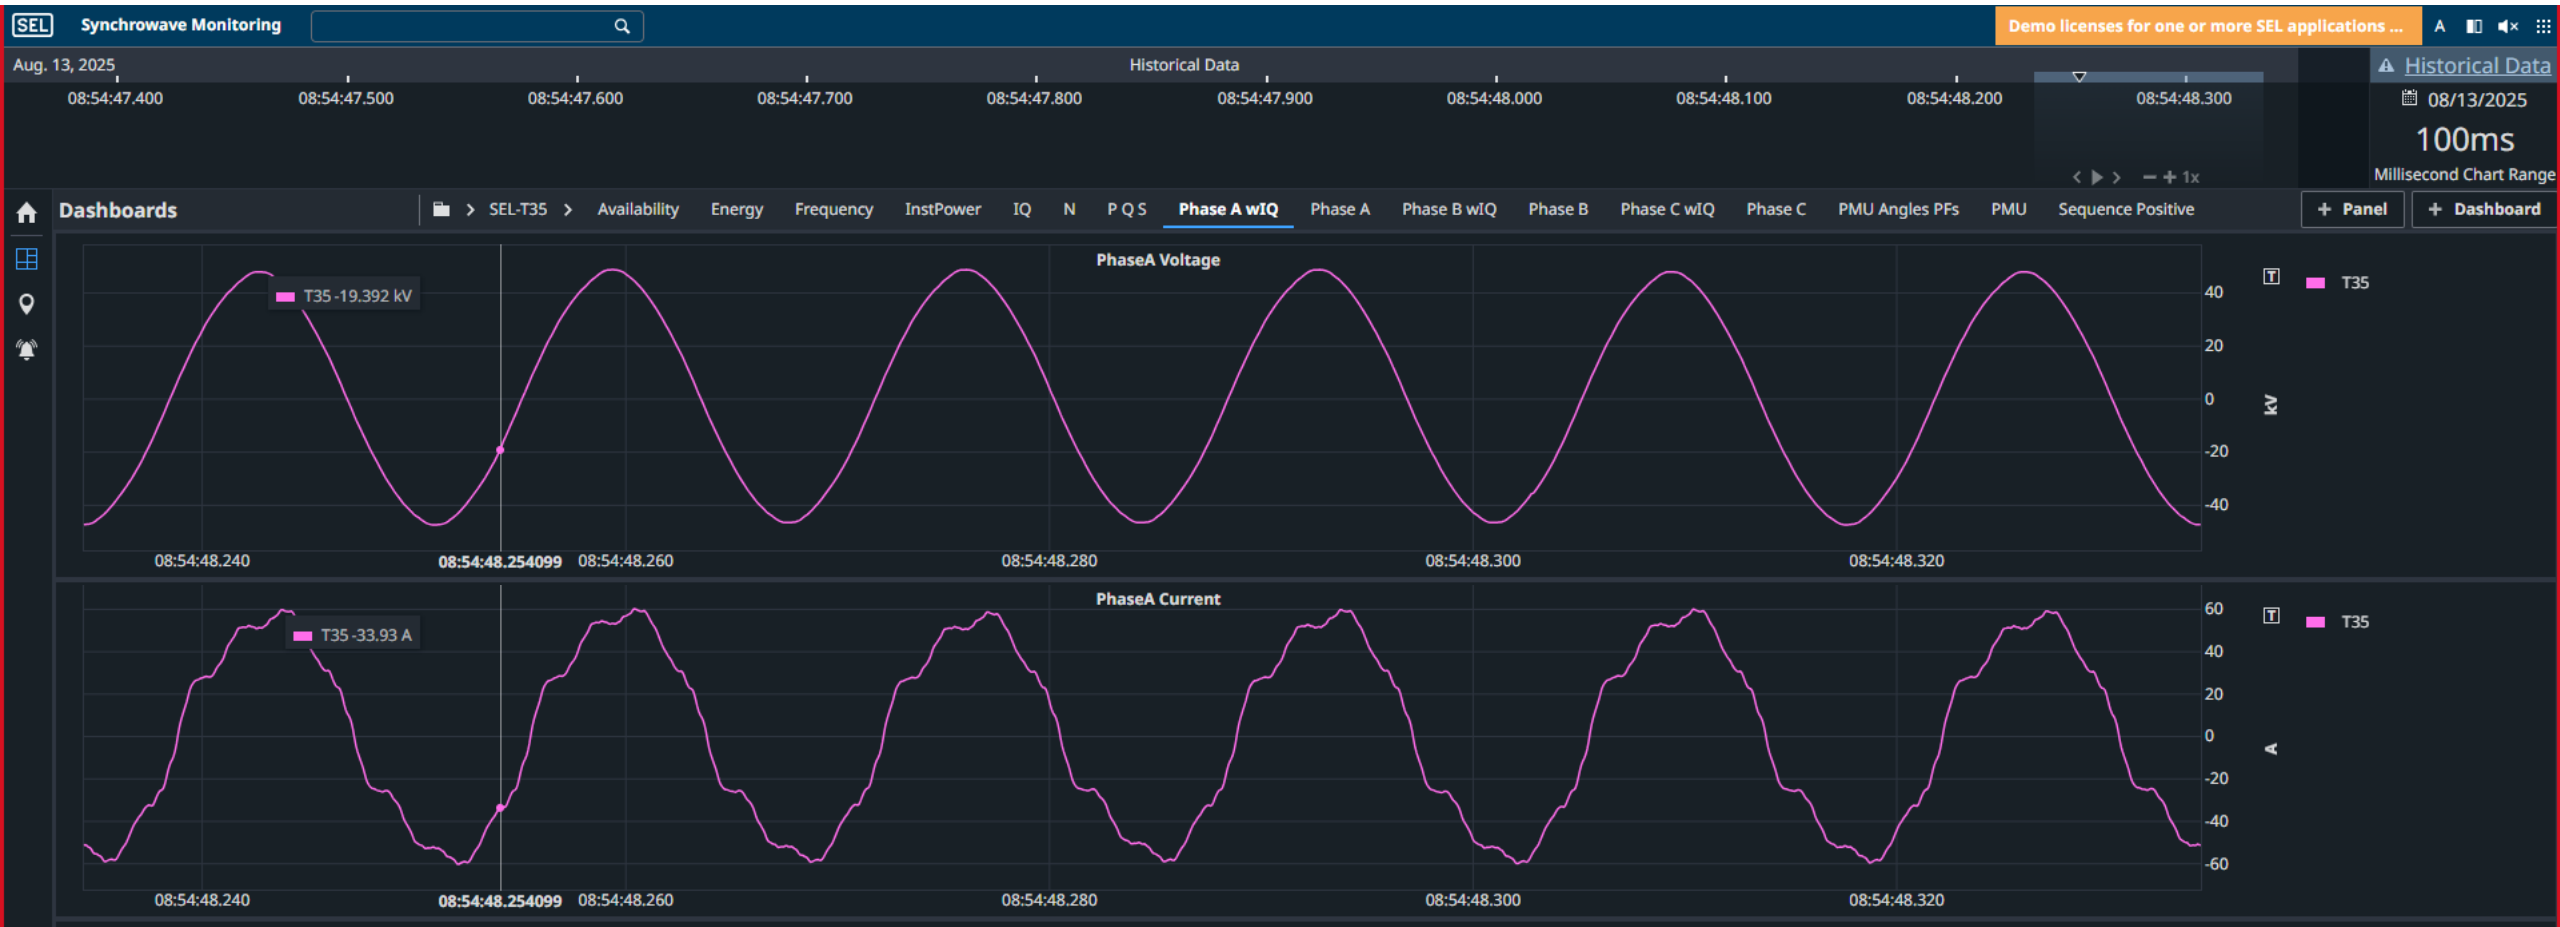 SEL Synchrowave Monitoring Demo licenses for one or more SEL applications ... A
Aug. 13, 2025 Historical Data Historical Data
08:54:47.400 08:54:47.500 08:54:47.600 08:54:47.700 08:54:47.800 08:54:47.900 08:54:48.000 08:54:48.100 08:54:48.200 08:54:48.300 08/13/2025
100ms
1x Millisecond Chart Range
Dashboards SEL-T35 Availability Energy Frequency InstPower IQ N P Q S Phase A wIQ Phase A Phase B wIQ Phase B Phase C wIQ Phase C PMU Angles PFs PMU Sequence Positive + Panel + Dashboard
PhaseA Voltage
T T35
T35 -19.392 kV
40
20
0
kV
-20
-40
08:54:48.240 08:54:48.254099 08:54:48.260 08:54:48.280 08:54:48.300 08:54:48.320
PhaseA Current
60
T T35
T35 -33.93 A
40
20
0
A
-20
-40
-60
08:54:48.240 08:54:48.254099 08:54:48.260 08:54:48.280 08:54:48.300 08:54:48.320